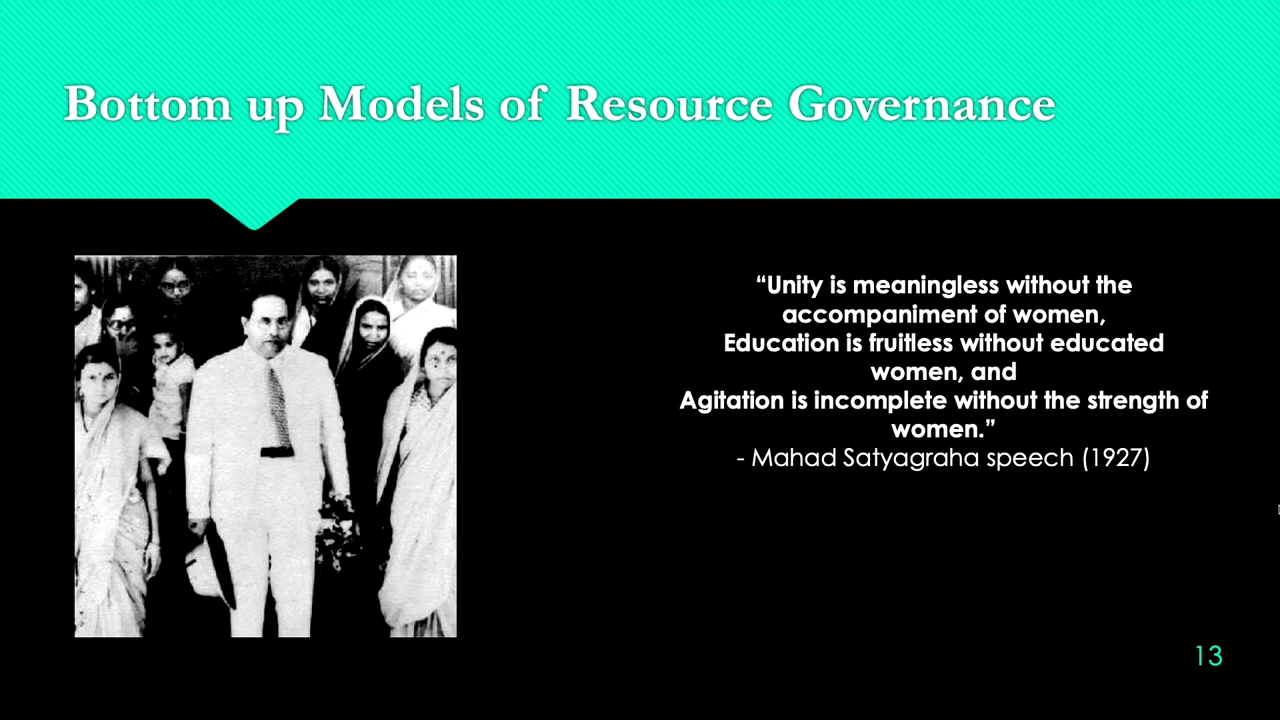 Bottom up Models of Resource Governance
“Unity is meaningless without the
accompaniment of women,
Education is fruitless without educated
women, and
Agitation is incomplete without the strength of
women.”
- Mahad Satyagraha speech (1927)
13